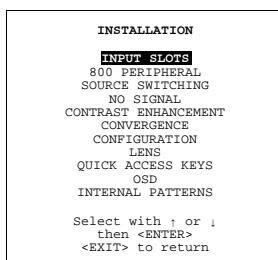 INSTALLATION
INPUT SLOTS
800 PERIPHERAL
SOURCE SWITCHING
NO SIGNAL
CONTRAST ENHANCEMENT
CONVERGENCE
CONFIGURATION
LENS
QUICK ACCESS KEYS
OSD
INTERNAL PATTERNS
Select with ↑ or ↓
then <ENTER>
<EXIT> to return